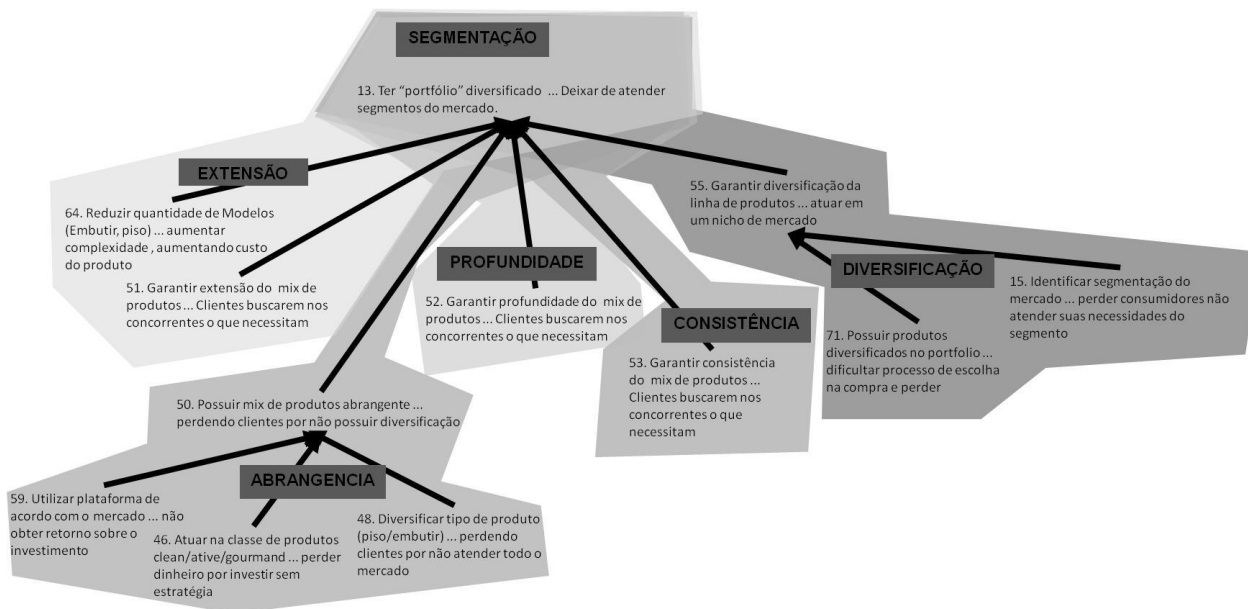 SEGMENTAÇÃO
13. Ter “portfólio” diversificado ... Deixar de atender
segmentos do mercado.
EXTENSÃO
64. Reduzir quantidade de Modelos
(Embutir, piso) ... aumentar
complexidade , aumentando custo
do produto
51. Garantir extensão do mix de
produtos ... Clientes buscarem nos
concorrentes o que necessitam
PROFUNDIDADE
52. Garantir profundidade do mix de
produtos ... Clientes buscarem nos
concorrentes o que necessitam
CONSISTÊNCIA
53. Garantir consistência
do mix de produtos ...
Clientes buscarem nos
concorrentes o que
necessitam
55. Garantir diversificação da
linha de produtos ... atuar em
um nicho de mercado
DIVERSIFICAÇÃO
71. Possuir produtos
diversificados no portfolio ...
dificultar processo de escolha
na compra e perder
15. Identificar segmentação do
mercado ... perder consumidores não
atender suas necessidades do
segmento
50. Possuir mix de produtos abrangente ...
perdendo clientes por não possuir diversificação
ABRANGENCIA
59. Utilizar plataforma de
acordo com o mercado ... não
obter retorno sobre o
investimento
46. Atuar na classe de produtos
clean/ative/gourmand ... perder
dinheiro por investir sem
estratégia
48. Diversificar tipo de produto
(piso/embutir) ... perdendo
clientes por não atender todo o
mercado